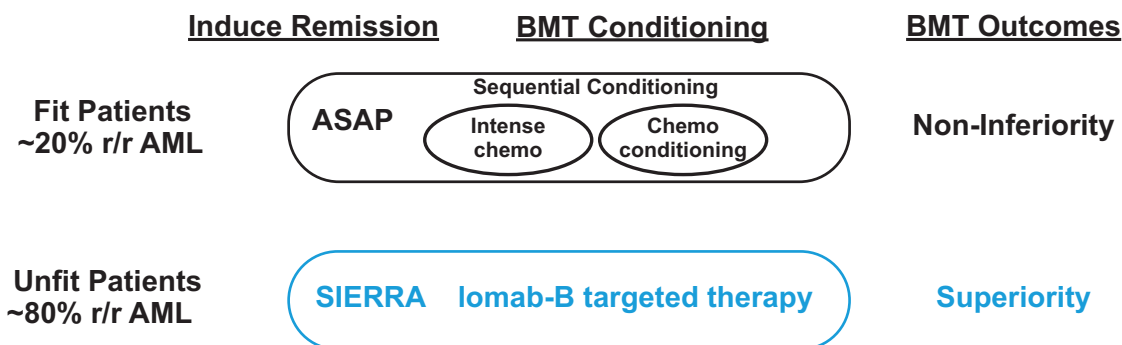 Induce Remission BMT Conditioning BMT Outcomes
Sequential Conditioning
Fit Patients
~20% r/r AML
ASAP
Intense
chemo
Chemo
conditioning
Non-Inferiority
Unfit Patients
~80% r/r AML
SIERRA Iomab-B targeted therapy
Superiority